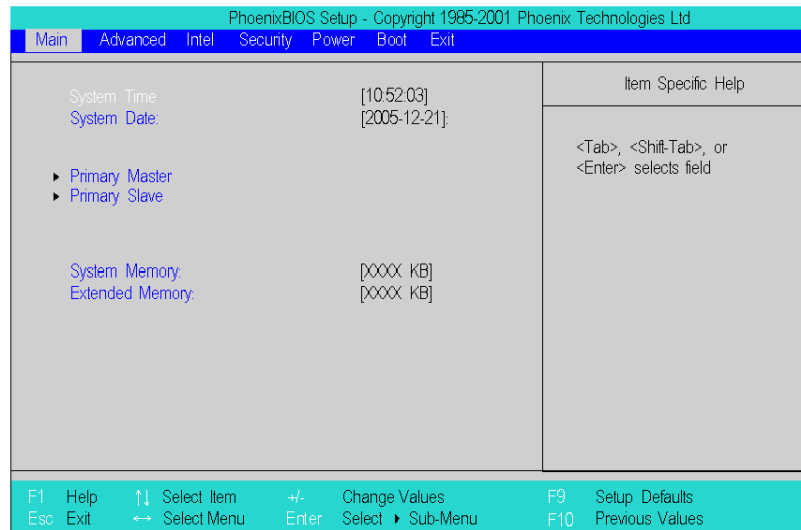 PhoenixBIOS Setup - Copyright 1985-2001 Phoenix Technologies Ltd
Main Advanced Intel Security Power Boot Exit
Item Specific Help
System Time [10:52:03]
System Date: [2005-12-21]:
<Tab>, <Shift-Tab>, or
<Enter> selects field
▸ Primary Master
▸ Primary Slave
System Memory: [XXXX KB]
Extended Memory: [XXXX KB]
F1 Help ↑↓ Select Item +/- Change Values F9 Setup Defaults
Esc Exit ↔ Select Menu Enter Select ▸ Sub-Menu F10 Previous Values